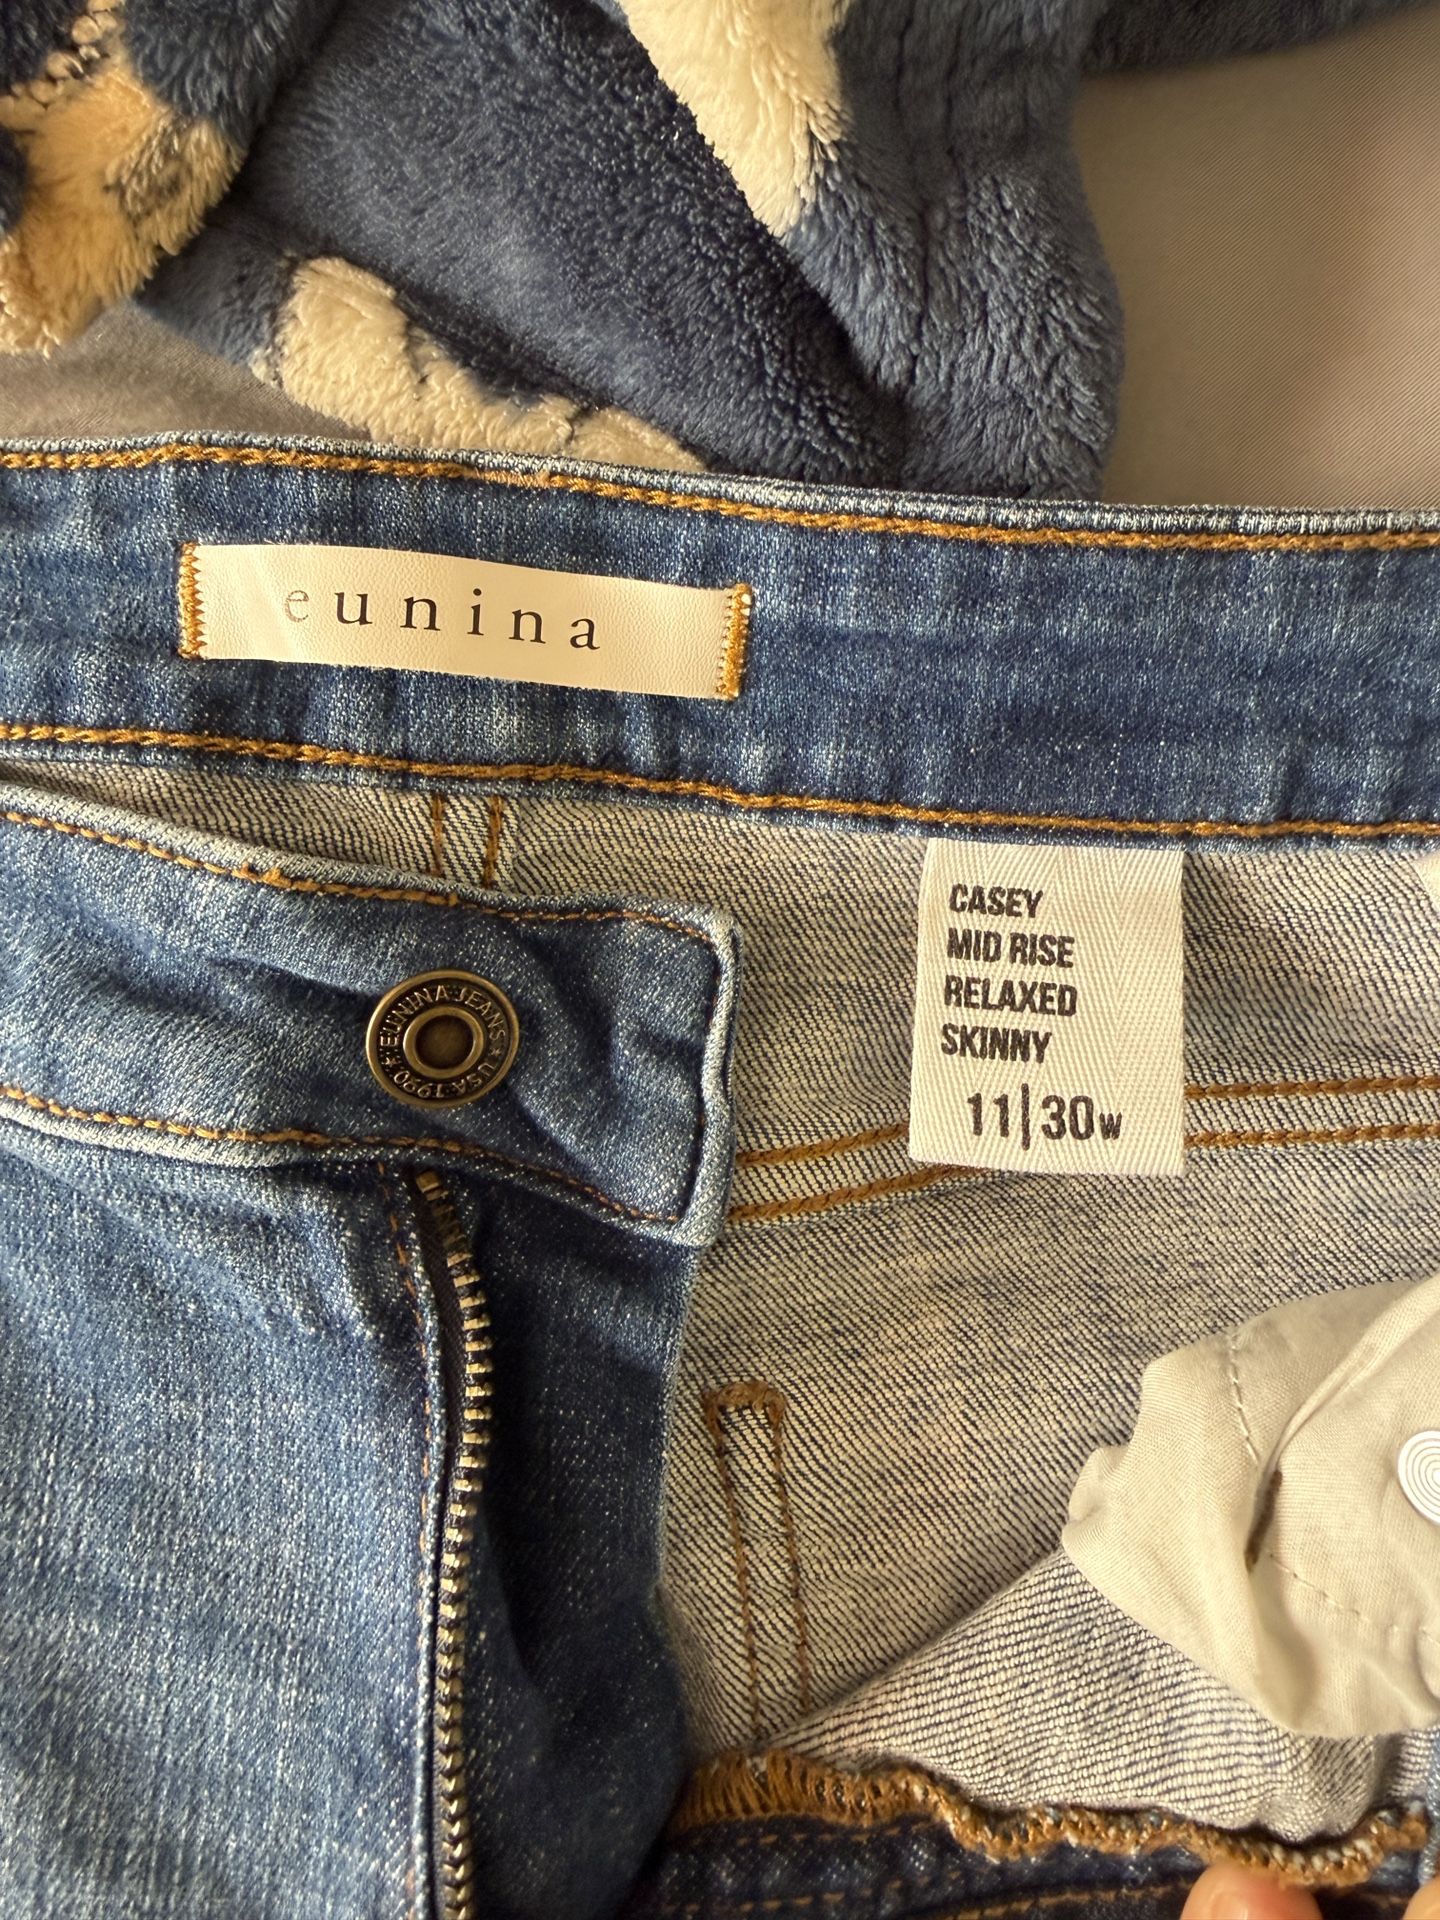 eunina
CASEY
MID RISE
RELAXED
SKINNY
11|30W
EUNINA JEANS
★ USA 1990 ★